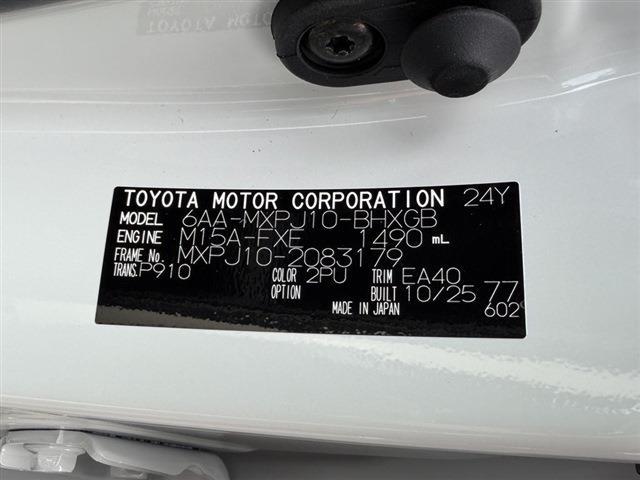 TOYOTA MOTOR CORPORATION 24Y
MODEL 6AA-MXPJ10-BHXGB
ENGINE M15A-FXE 1490 mL
FRAME No. MXPJ10-2083179
TRANS. P910 COLOR 2PU TRIM EA40
OPTION BUILT 10/25 77
MADE IN JAPAN 602